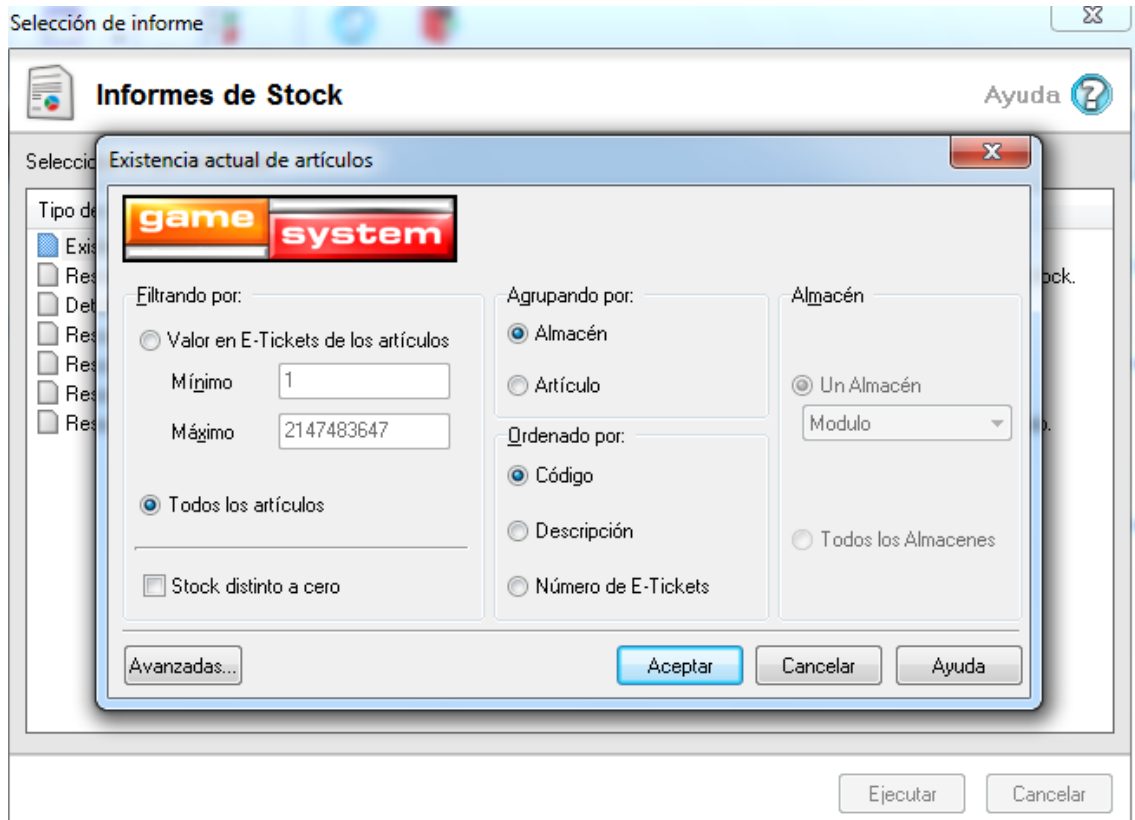 Selección de informe
Informes de Stock
Ayuda
Existencia actual de artículos
Tipo
game
system
Filtrando por:
Valor en E-Tickets de los artículos
Mínimo
1
Máximo
2147483647
Todos los artículos
Stock distinto a cero
Agrupando por:
Almacén
Artículo
Ordenado por:
Código
Descripción
Número de E-Tickets
Almacén
Un Almacén
Modulo
Todos los Almacenes
Avanzadas...
Aceptar
Cancelar
Ayuda
Ejecutar
Cancelar